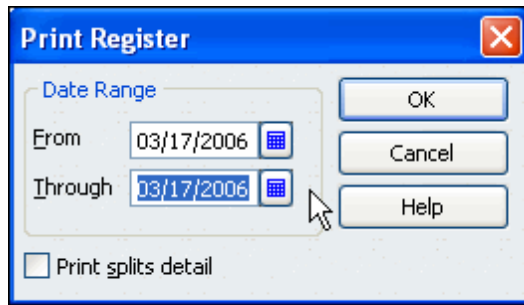 Print Register
Date Range
From 03/17/2006
Through 03/17/2006
Print splits detail
OK
Cancel
Help